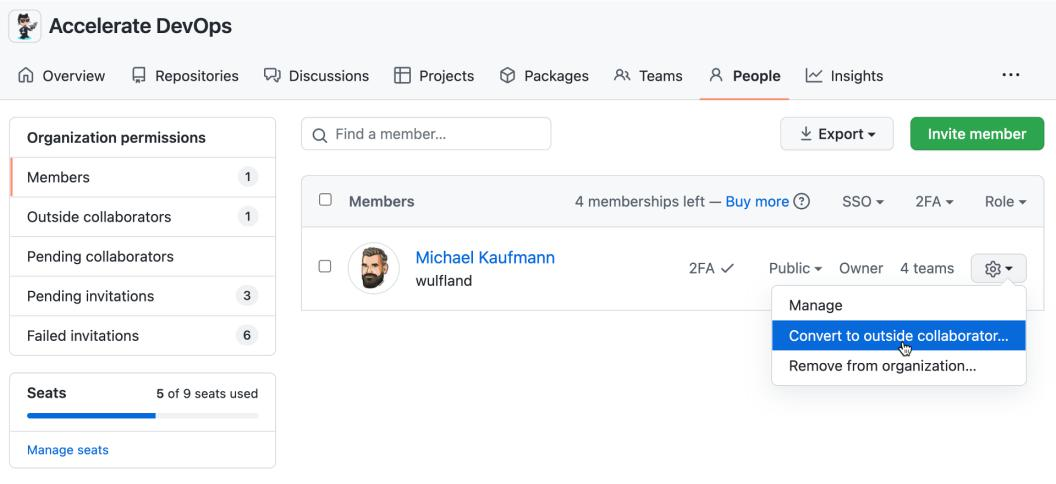 Accelerate DevOps
Overview Repositories Discussions Projects Packages Teams People Insights ...
Organization permissions
Members 1
Outside collaborators 1
Pending collaborators
Pending invitations 3
Failed invitations 6
Seats 5 of 9 seats used
Manage seats
Find a member... Export Invite member
Members 4 memberships left — Buy more ? SSO 2FA Role
Michael Kaufmann
wulfland
2FA Public Owner 4 teams
Manage
Convert to outside collaborator...
Remove from organization...